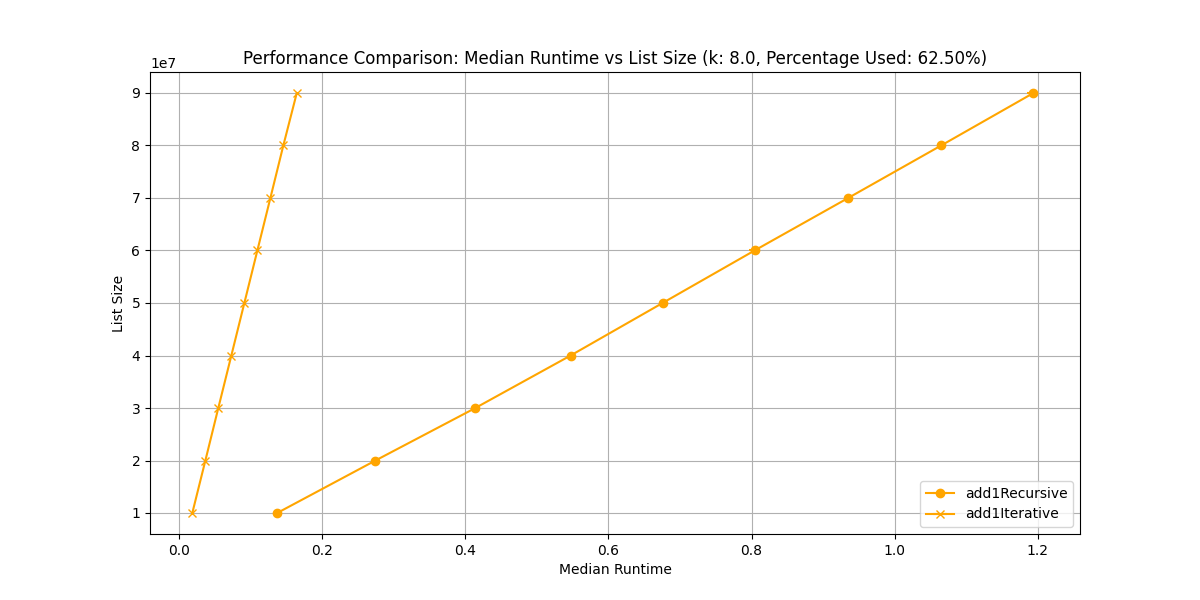 Performance Comparison: Median Runtime vs List Size (k: 8.0, Percentage Used: 62.50%)
1e7
9
8
7
6
5
4
3
2
1
List Size
add1Recursive
add1Iterative
0.0 0.2 0.4 0.6 0.8 1.0 1.2
Median Runtime